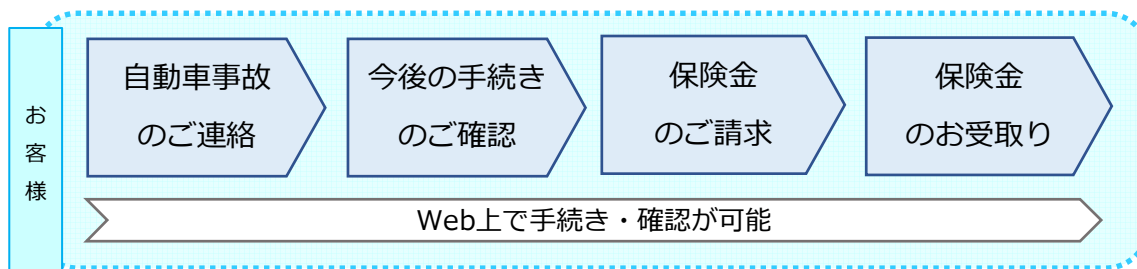 お客様
自動車事故
のご連絡
今後の手続き
のご確認
保険金
のご請求
保険金
のお受取り
Web上で手続き・確認が可能